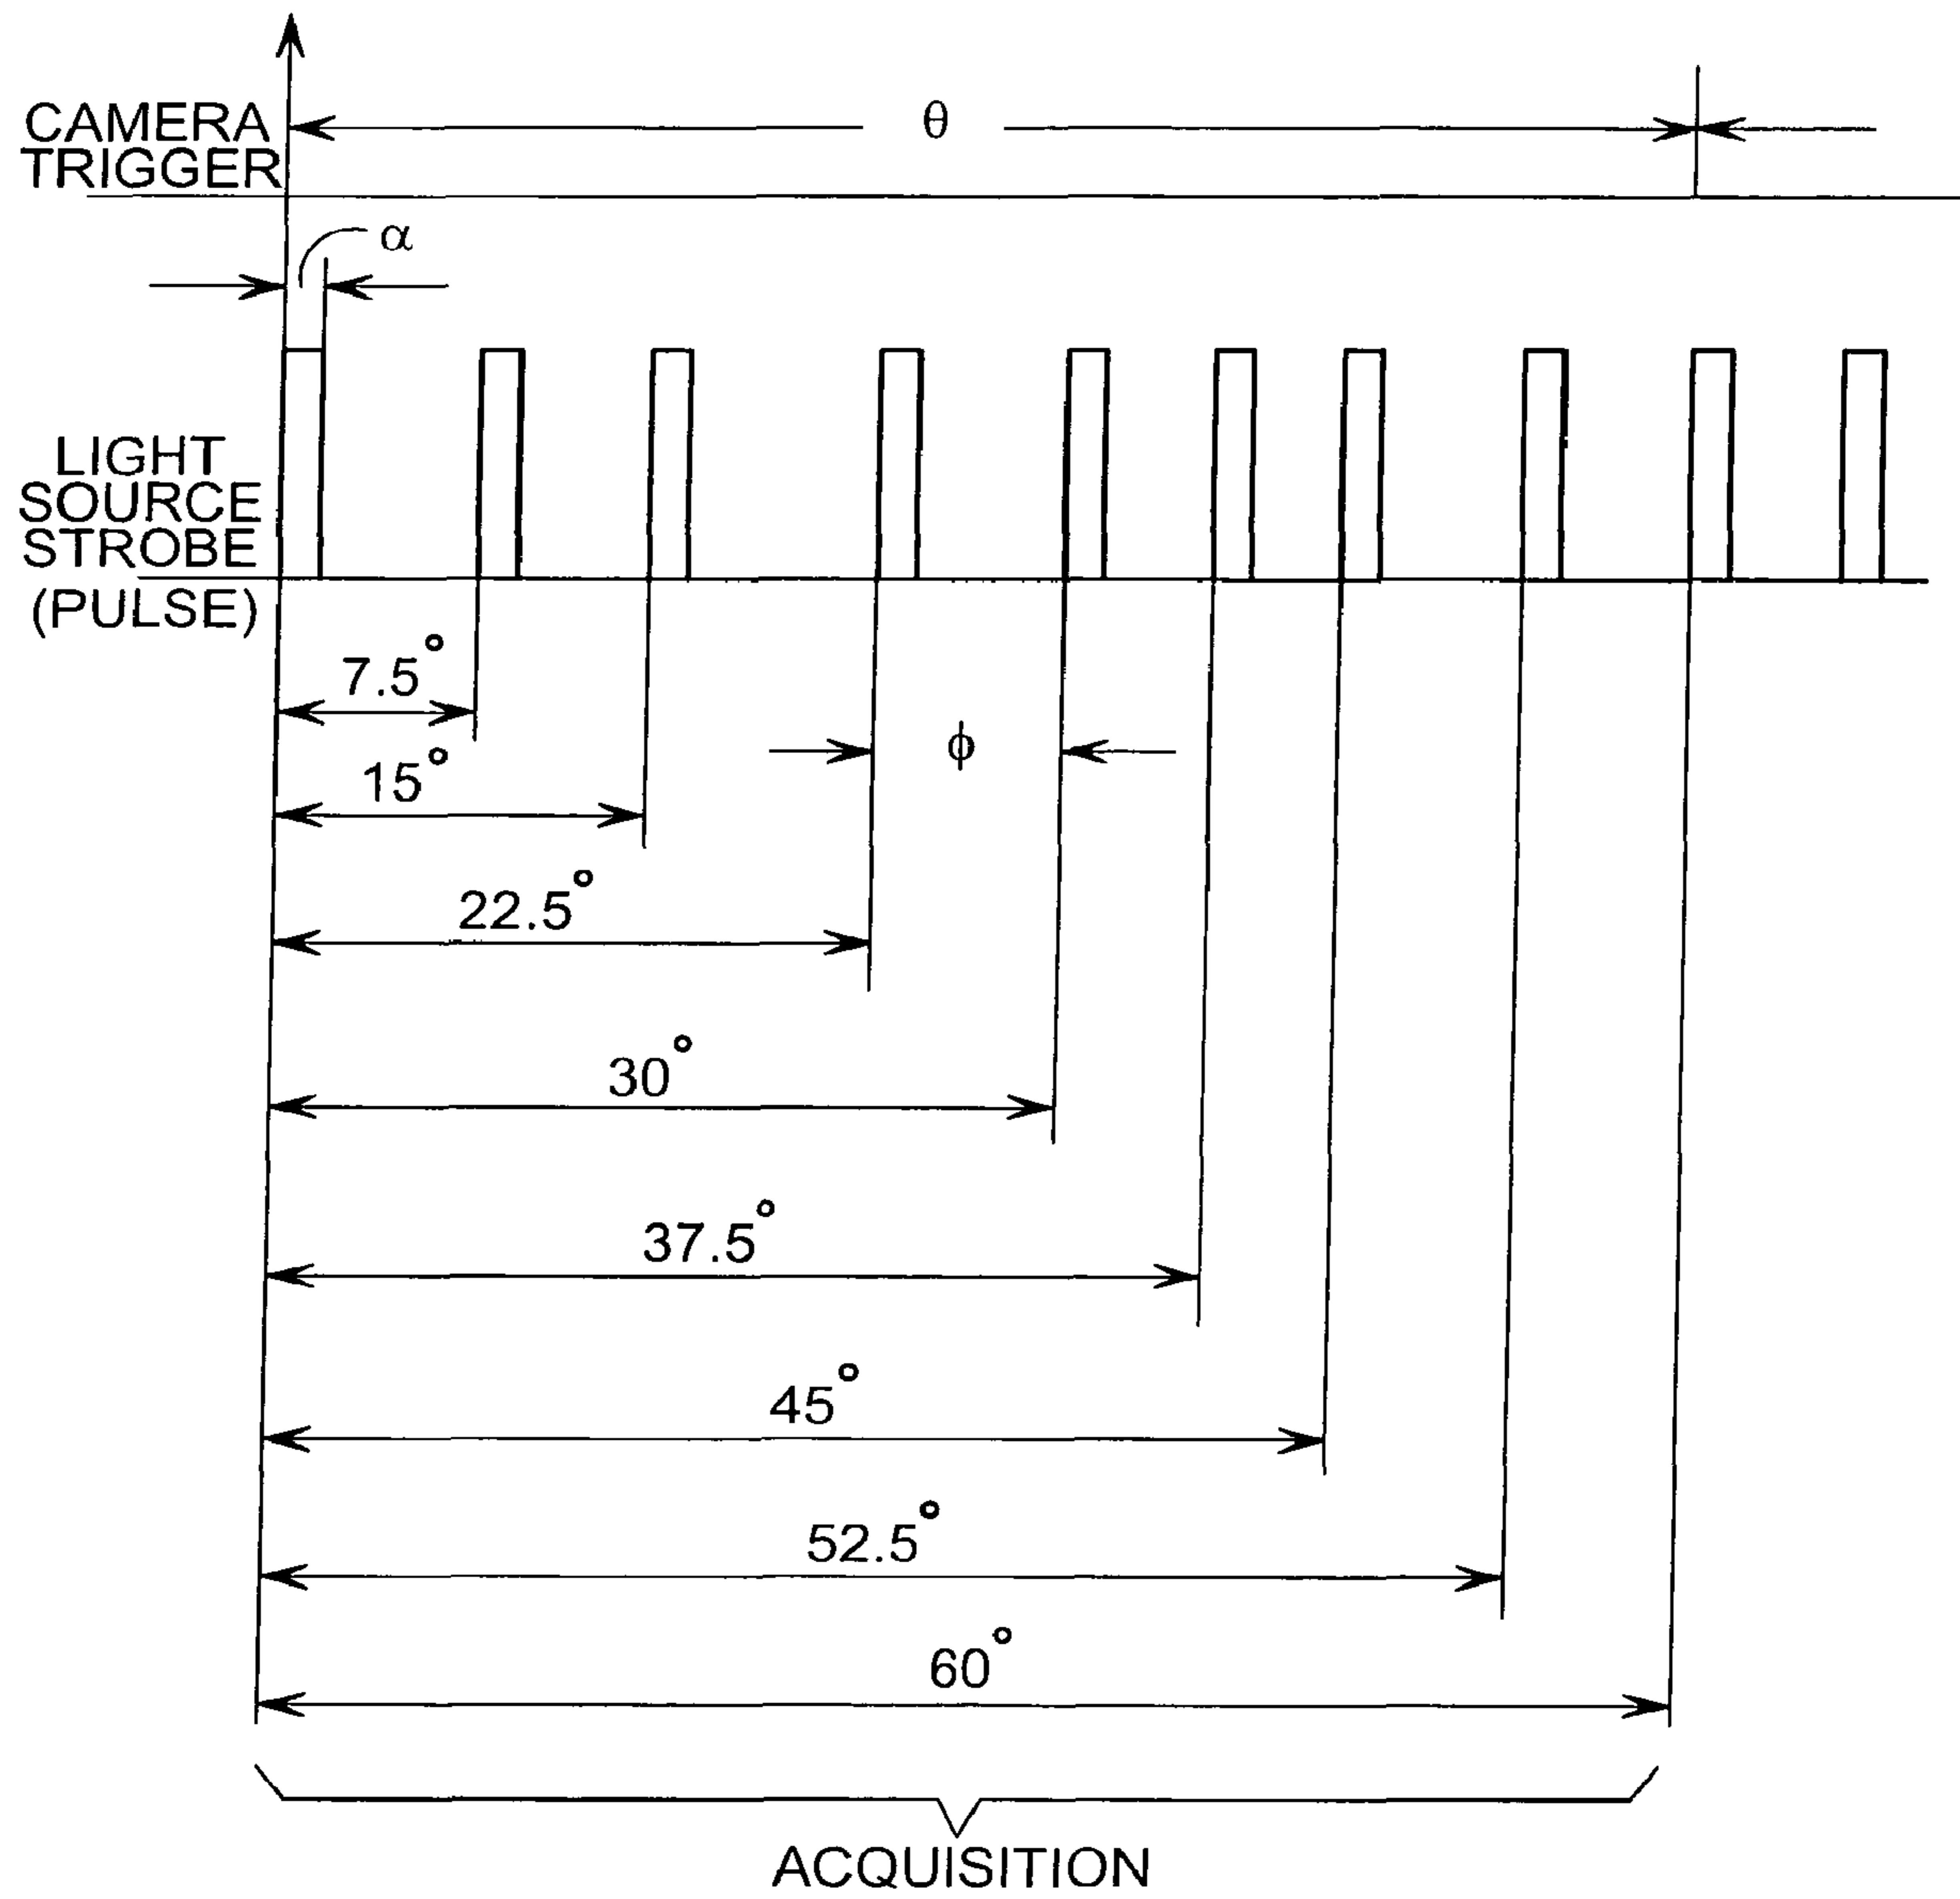 CAMERA
TRIGGER
θ
α
LIGHT
SOURCE
STROBE
(PULSE)
7.5°
15°
ϕ
22.5°
30°
37.5°
45°
52.5°
60°
ACQUISITION